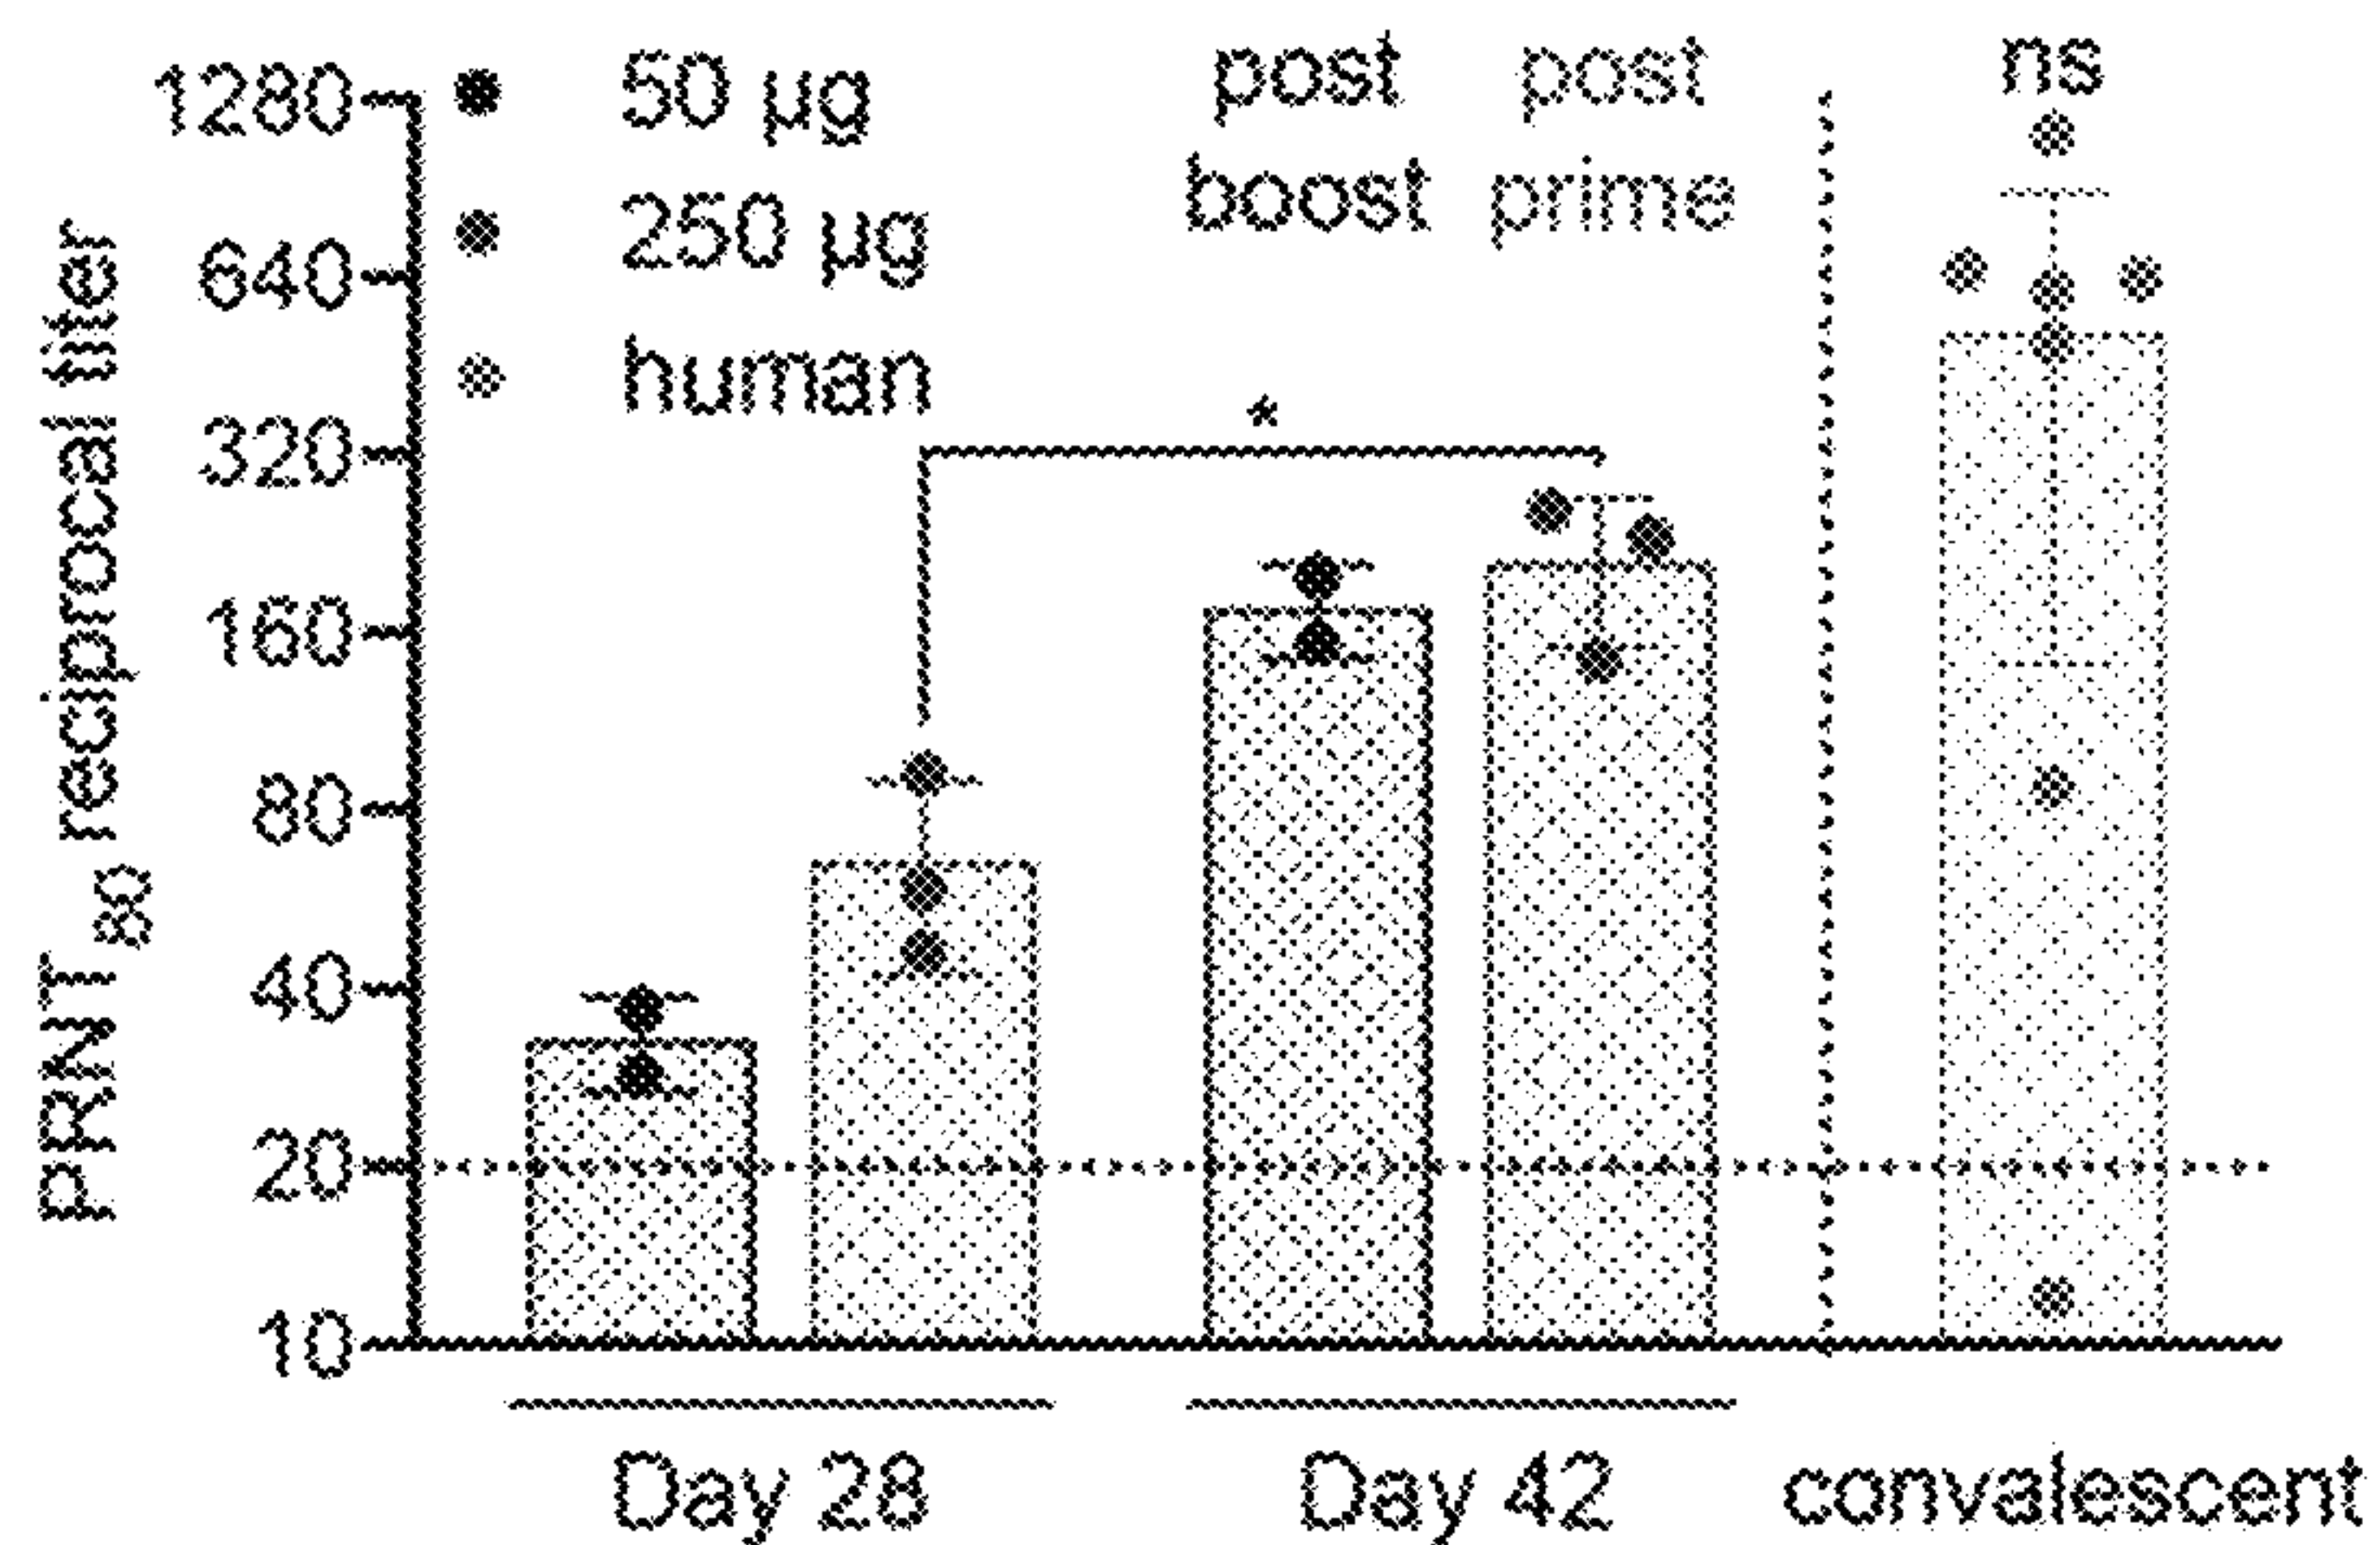 PRNT80 reciprocal titer
1280
640
320
160
80
40
20
10
50 µg
250 µg
human
post boost
post prime
ns
*
Day 28
Day 42
convalescent